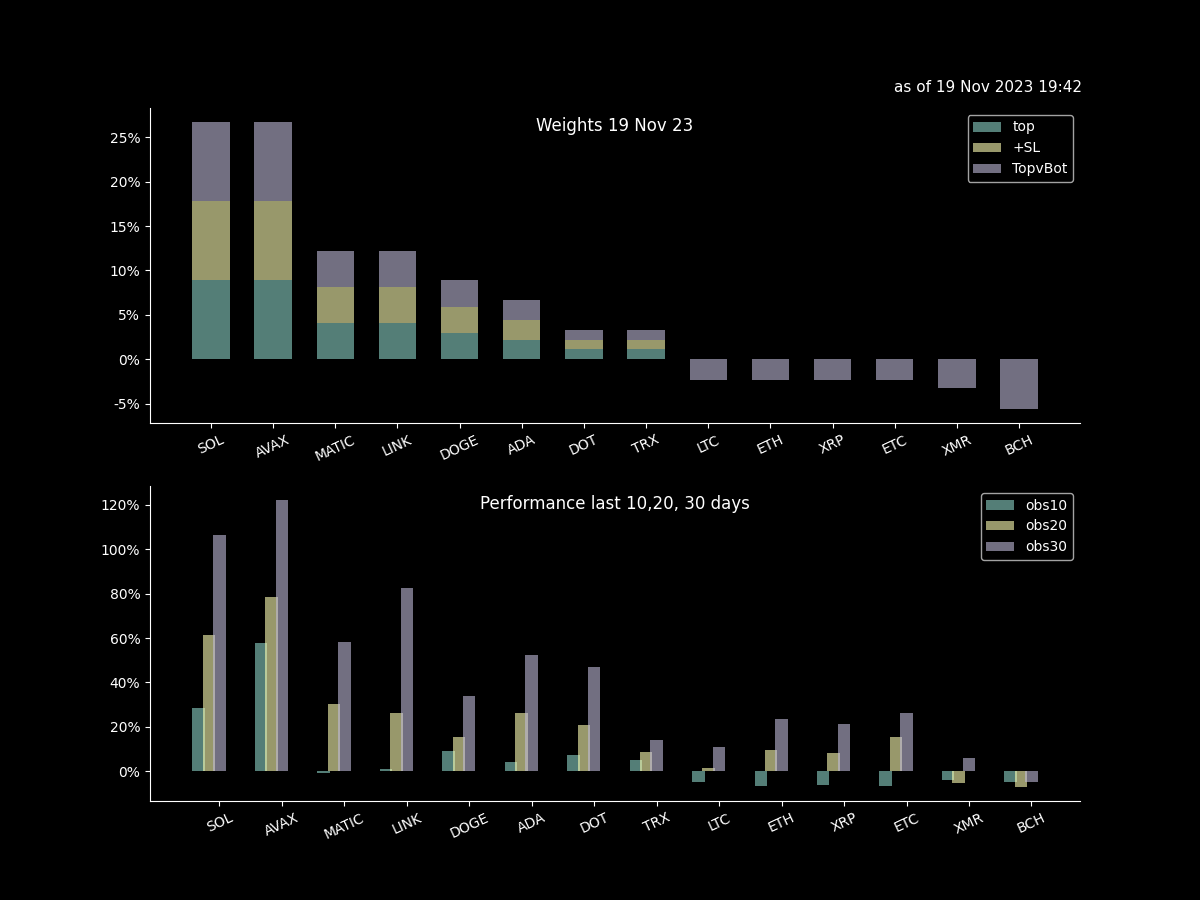 as of 19 Nov 2023 19:42
Weights 19 Nov 23
top
+SL
TopvBot
25%
20%
15%
10%
5%
0%
-5%
SOL AVAX MATIC LINK DOGE ADA DOT TRX LTC ETH XRP ETC XMR BCH
Performance last 10,20, 30 days
obs10
obs20
obs30
120%
100%
80%
60%
40%
20%
0%
SOL AVAX MATIC LINK DOGE ADA DOT TRX LTC ETH XRP ETC XMR BCH